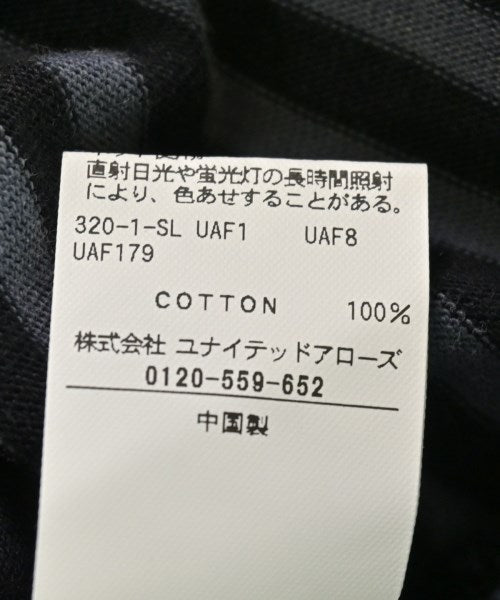 直射日光や蛍光灯の長時間照射
により、色あせすることがある。
320-1-SL UAF1 UAF8
UAF179
COTTON 100%
株式会社 ユナイテッドアローズ
0120-559-652
中国製